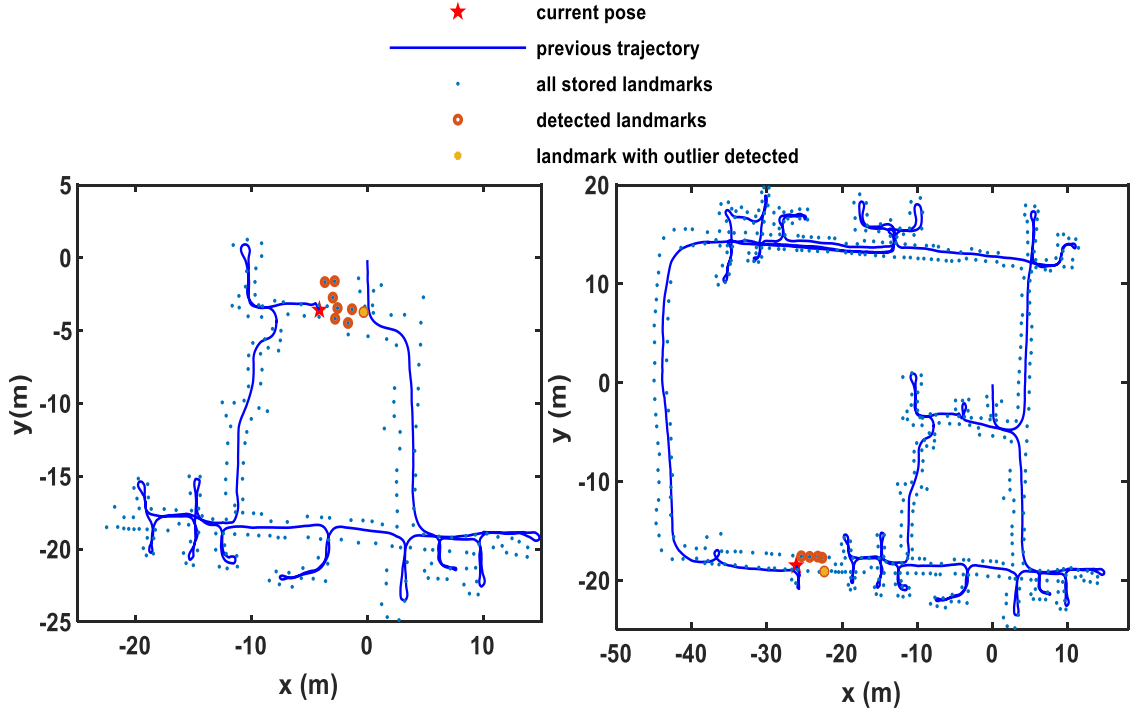 current pose
previous trajectory
all stored landmarks
detected landmarks
landmark with outlier detected
5
0
-5
-10
-15
-20
-25
y(m)
-20
-10
0
10
x (m)
20
10
0
-10
-20
y (m)
-50
-40
-30
-20
-10
0
10
x (m)